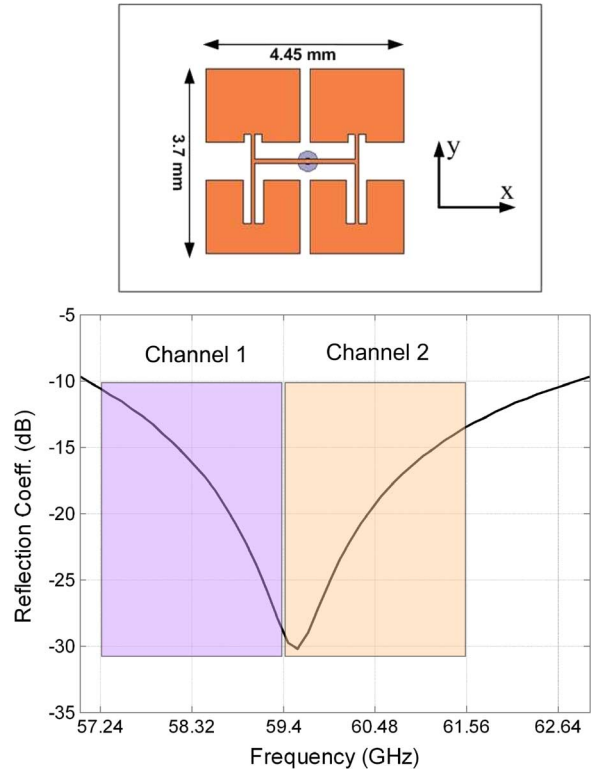 4.45 mm
3.7 mm
y
x
Channel 1
Channel 2
-5
-10
-15
-20
-25
-30
-35
57.24
58.32
59.4
60.48
61.56
62.64
Reflection Coeff. (dB)
Frequency (GHz)